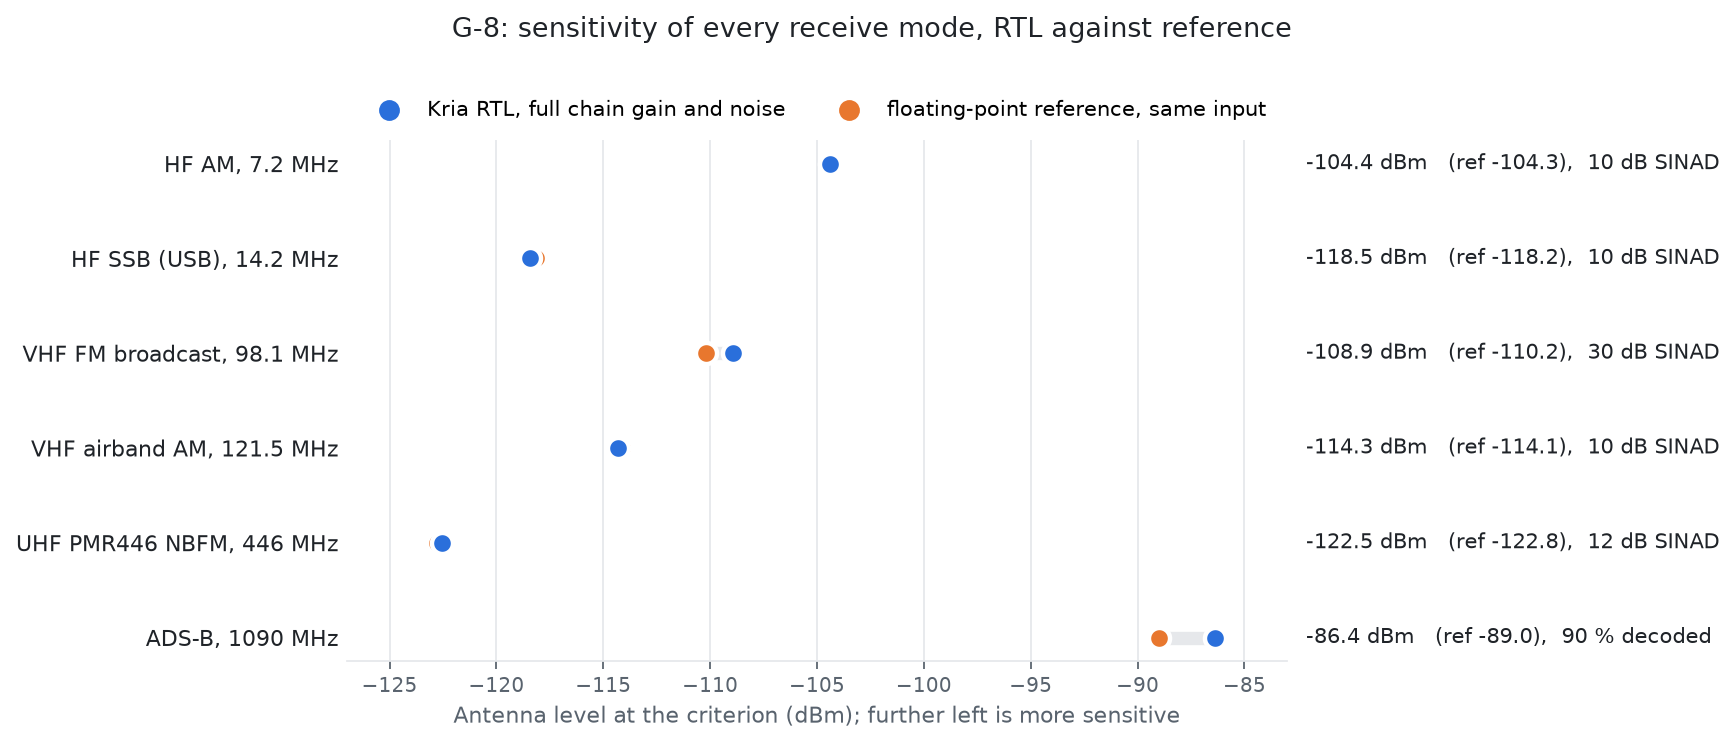 G-8: sensitivity of every receive mode, RTL against reference
Kria RTL, full chain gain and noise
floating-point reference, same input
HF AM, 7.2 MHz
-104.4 dBm (ref -104.3), 10 dB SINAD
HF SSB (USB), 14.2 MHz
-118.5 dBm (ref -118.2), 10 dB SINAD
VHF FM broadcast, 98.1 MHz
-108.9 dBm (ref -110.2), 30 dB SINAD
VHF airband AM, 121.5 MHz
-114.3 dBm (ref -114.1), 10 dB SINAD
UHF PMR446 NBFM, 446 MHz
-122.5 dBm (ref -122.8), 12 dB SINAD
ADS-B, 1090 MHz
-86.4 dBm (ref -89.0), 90 % decoded
−125 −120 −115 −110 −105 −100 −95 −90 −85
Antenna level at the criterion (dBm); further left is more sensitive